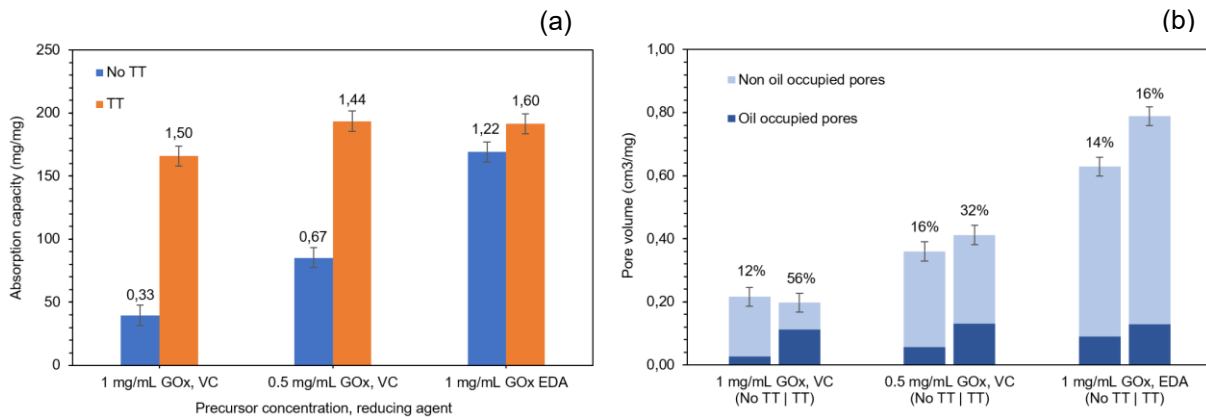 (a)
250
200
150
100
50
0
Absorption capacity (mg/mg)
No TT
TT
0,33
1,50
0,67
1,44
1,22
1,60
1 mg/mL GOx, VC
0.5 mg/mL GOx, VC
1 mg/mL GOx EDA
Precursor concentration, reducing agent
(b)
1,00
0,80
0,60
0,40
0,20
0,00
Pore volume (cm3/mg)
Non oil occupied pores
Oil occupied pores
12%
56%
16%
32%
14%
16%
1 mg/mL GOx, VC
(No TT | TT)
0.5 mg/mL GOx, VC
(No TT | TT)
1 mg/mL GOx, EDA
(No TT | TT)